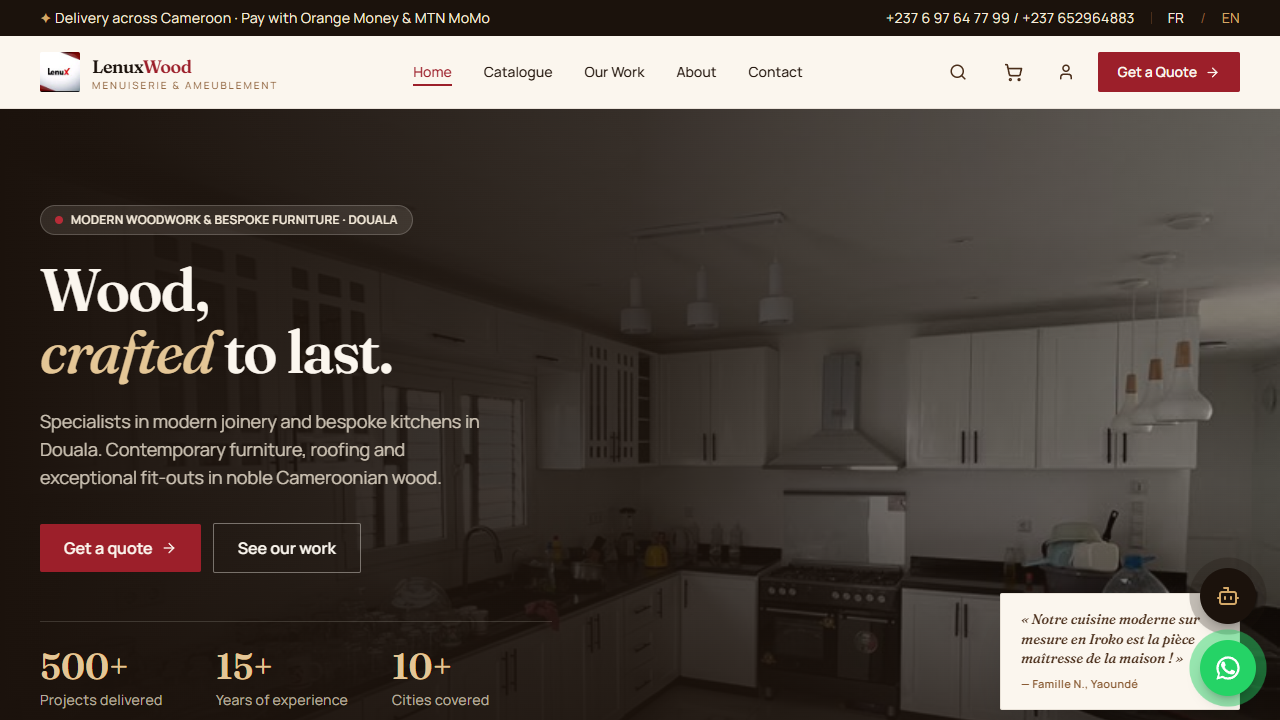 ✦ Delivery across Cameroon · Pay with Orange Money & MTN MoMo
+237 6 97 64 77 99 / +237 652964883
FR / EN
LenuX
LenuxWood
MENUISERIE & AMEUBLEMENT
Home
Catalogue
Our Work
About
Contact
Get a Quote →
MODERN WOODWORK & BESPOKE FURNITURE · DOUALA
Wood,
crafted to last.
Specialists in modern joinery and bespoke kitchens in
Douala. Contemporary furniture, roofing and
exceptional fit-outs in noble Cameroonian wood.
Get a quote →
See our work
500+
Projects delivered
15+
Years of experience
10+
Cities covered
« Notre cuisine moderne sur
mesure en Iroko est la pièce
maîtresse de la maison ! »
— Famille N., Yaoundé